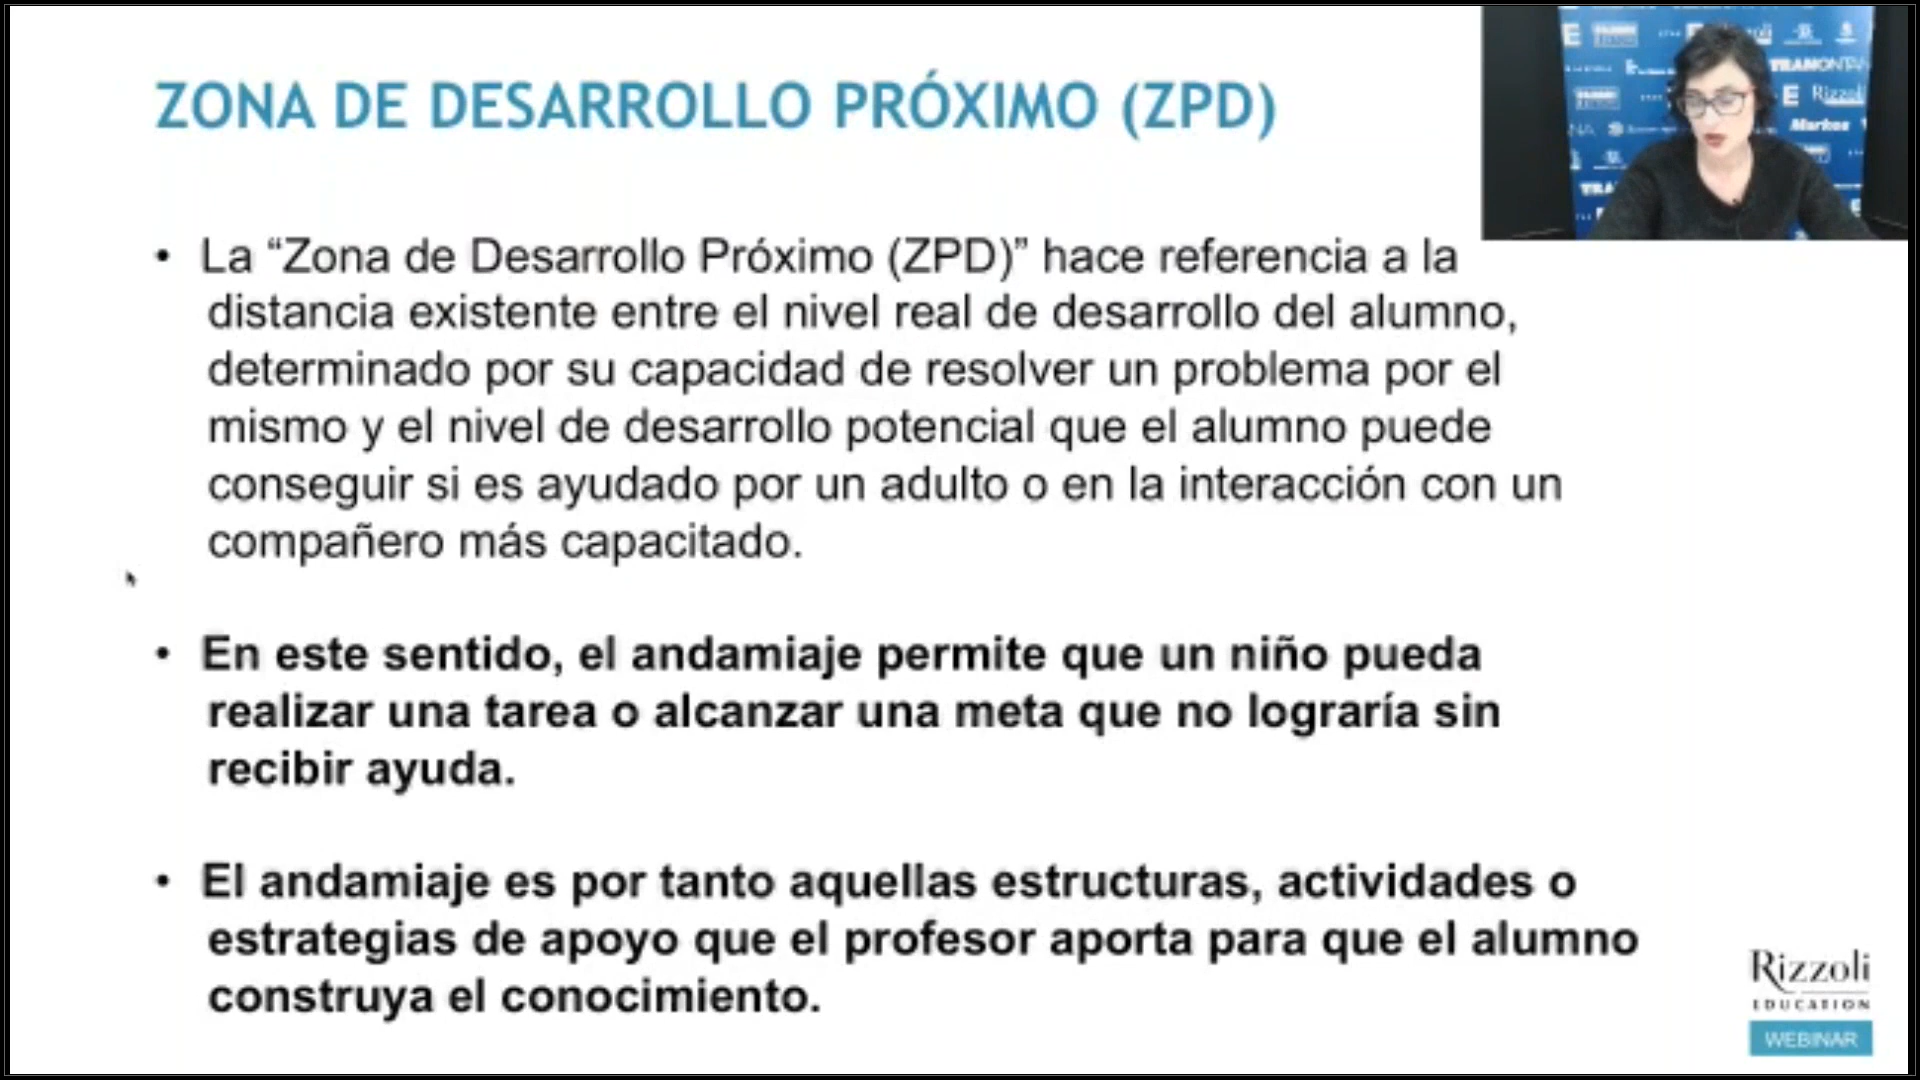 ZONA DE DESARROLLO PRÓXIMO (ZPD)
• La “Zona de Desarrollo Próximo (ZPD)” hace referencia a la
distancia existente entre el nivel real de desarrollo del alumno,
determinado por su capacidad de resolver un problema por el
mismo y el nivel de desarrollo potencial que el alumno puede
conseguir si es ayudado por un adulto o en la interacción con un
compañero más capacitado.
• En este sentido, el andamiaje permite que un niño pueda
realizar una tarea o alcanzar una meta que no lograría sin
recibir ayuda.
• El andamiaje es por tanto aquellas estructuras, actividades o
estrategias de apoyo que el profesor aporta para que el alumno
construya el conocimiento.
TRAMONTANA
E Rizzoli
Markes
Rizzoli
EDUCATION
WEBINAR